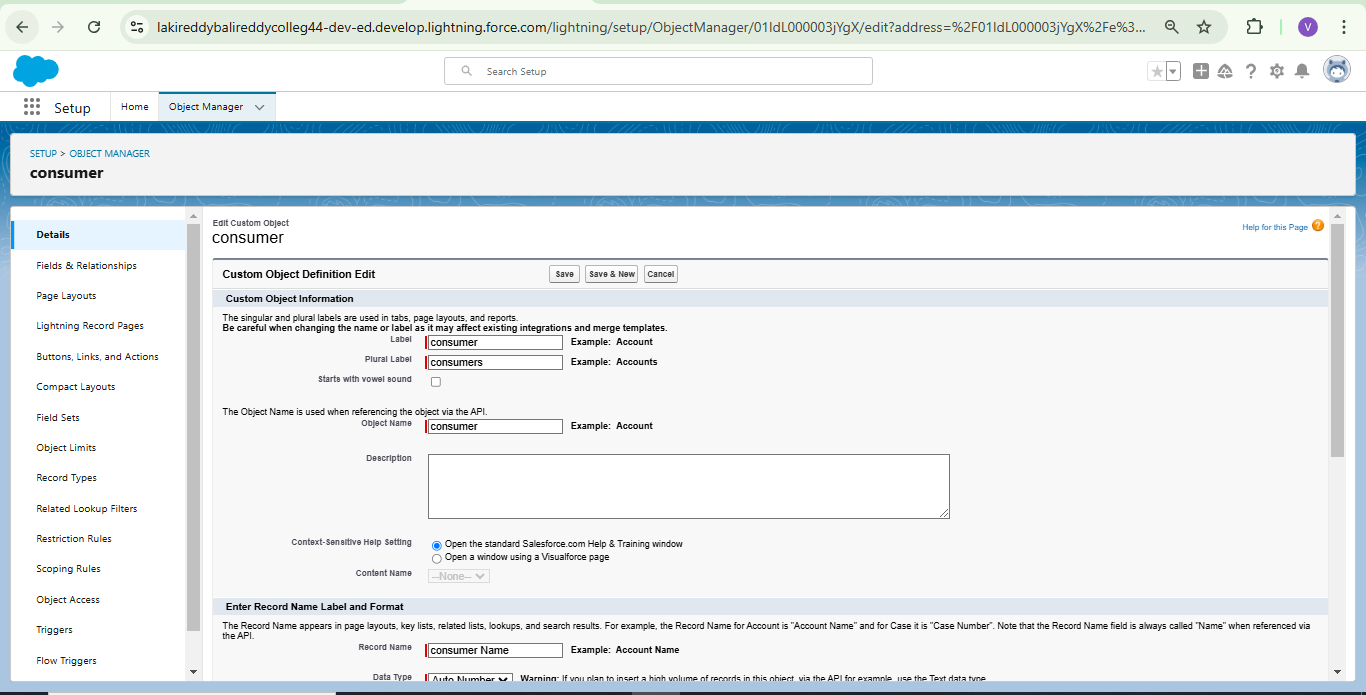 lakireddybalireddycolleg44-dev-ed.develop.lightning.force.com/lightning/setup/ObjectManager/01IdL000003jYgX/edit?address=%2F01IdL000003jYgX%2Fe%3...
V
Search Setup
Setup
Home
Object Manager
SETUP > OBJECT MANAGER
consumer
Details
Fields & Relationships
Page Layouts
Lightning Record Pages
Buttons, Links, and Actions
Compact Layouts
Field Sets
Object Limits
Record Types
Related Lookup Filters
Restriction Rules
Scoping Rules
Object Access
Triggers
Flow Triggers
Edit Custom Object
consumer
Help for this Page ?
Custom Object Definition Edit
Save
Save & New
Cancel
Custom Object Information
The singular and plural labels are used in tabs, page layouts, and reports.
Be careful when changing the name or label as it may affect existing integrations and merge templates.
Label consumer Example: Account
Plural Label consumers Example: Accounts
Starts with vowel sound
The Object Name is used when referencing the object via the API.
Object Name consumer Example: Account
Description
Context-Sensitive Help Setting Open the standard Salesforce.com Help & Training window
Open a window using a Visualforce page
Content Name --None--
Enter Record Name Label and Format
The Record Name appears in page layouts, key lists, related lists, lookups, and search results. For example, the Record Name for Account is "Account Name" and for Case it is "Case Number". Note that the Record Name field is always called "Name" when referenced via
the API.
Record Name consumer Name Example: Account Name
Data Type Auto Number Warning: If you plan to insert a high volume of records in this object, via the API for example, use the Text data type.